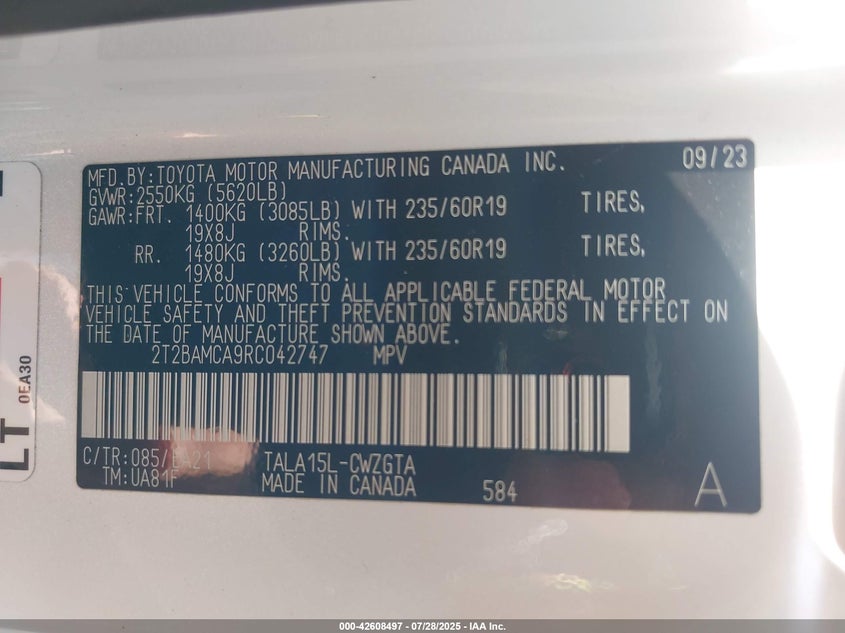 MFD.BY:TOYOTA MOTOR MANUFACTURING CANADA INC. 09/23
GVWR:2550KG (5620LB)
GAWR:FRT. 1400KG (3085LB) WITH 235/60R19 TIRES,
19X8J RIMS.
RR. 1480KG (3260LB) WITH 235/60R19 TIRES,
19X8J RIMS.
THIS VEHICLE CONFORMS TO ALL APPLICABLE FEDERAL MOTOR
VEHICLE SAFETY AND THEFT PREVENTION STANDARDS IN EFFECT ON
THE DATE OF MANUFACTURE SHOWN ABOVE.
2T2BAMCA9RC042747 MPV
C/TR:085/EA21 TALA15L-CWZGTA
TM:UA81F MADE IN CANADA 584 A
0EA30
LT
000-42608497 / 07/28/2025 - IAA Inc.